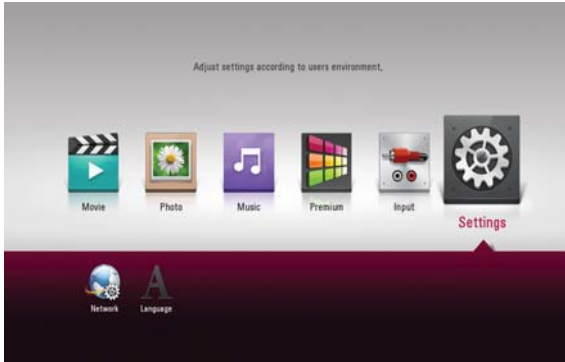 Adjust settings according to users environment.
Movie
Photo
Music
Premium
Input
Settings
Network
Language